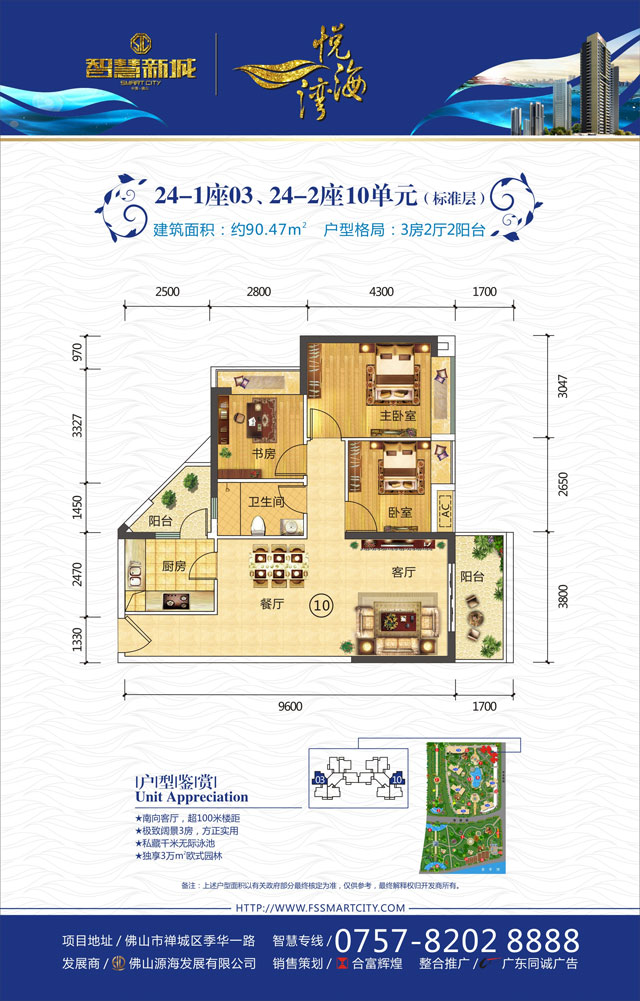 智慧新城
SMART CITY
悦海湾
24-1座03、24-2座10单元（标准层）
建筑面积：约90.47m² 户型格局：3房2厅2阳台
2500 2800 4300 1700
970
3327
1450
2470
1330
3047
2650
3800
主卧室
书房
卧室
卫生间
AC
阳台
厨房
客厅
阳台
餐厅
10
9600 1700
户型鉴赏
Unit Appreciation
★南向客厅，超100米楼距
★极致阔景3房，方正实用
★私藏千米无际泳池
★独享3万m²欧式园林
03 10
备注：上述户型面积以有关政府部分最终核定为准，仅供参考，最终解释权归开发商所有。
HTTP://WWW.FSSMARTCITY.COM
项目地址/佛山市禅城区季华一路 智慧专线/0757-8202 8888
发展商/佛山源海发展有限公司 销售策划/合富辉煌 整合推广/广东同诚广告